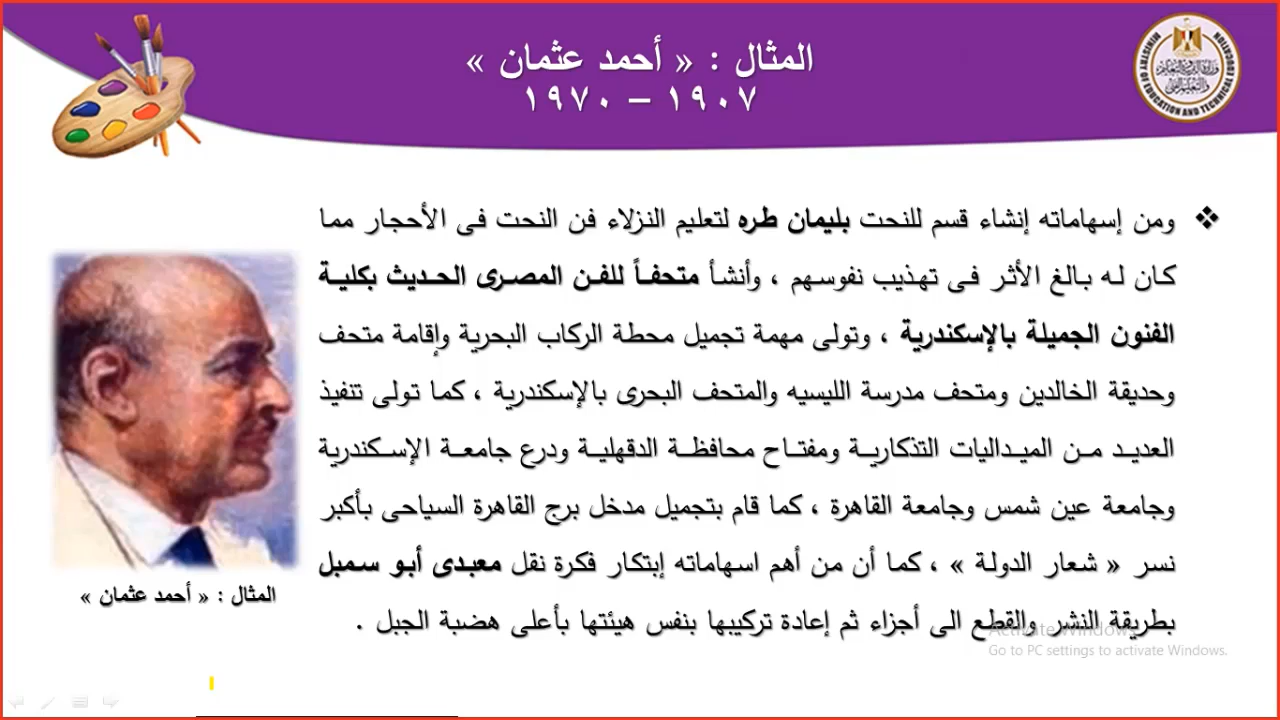 المثال : « أحمد عثمان »
١٩٠٧ – ١٩٧٠
MINISTRY OF EDUCATION AND TECHNICAL EDUCATION
❖ ومن إسهاماته إنشاء قسم للنحت بليمان طره لتعليم النزلاء فن النحت فى الأحجار مما
كان له بالغ الأثر فى تهذيب نفوسهم ، وأنشأ متحفاً للفن المصرى الحديث بكلية
الفنون الجميلة بالإسكندرية ، وتولى مهمة تجميل محطة الركاب البحرية وإقامة متحف
وحديقة الخالدين ومتحف مدرسة الليسيه والمتحف البحرى بالإسكندرية ، كما تولى تنفيذ
العديد من الميداليات التذكارية ومفتاح محافظة الدقهلية ودرع جامعة الإسكندرية
وجامعة عين شمس وجامعة القاهرة ، كما قام بتجميل مدخل برج القاهرة السياحى بأكبر
نسر « شعار الدولة » ، كما أن من أهم اسهاماته إبتكار فكرة نقل معبدى أبو سمبل
بطريقة النشر والقطع الى أجزاء ثم إعادة تركيبها بنفس هيئتها بأعلى هضبة الجبل .
المثال : « أحمد عثمان »
Activate Windows
Go to PC settings to activate Windows.